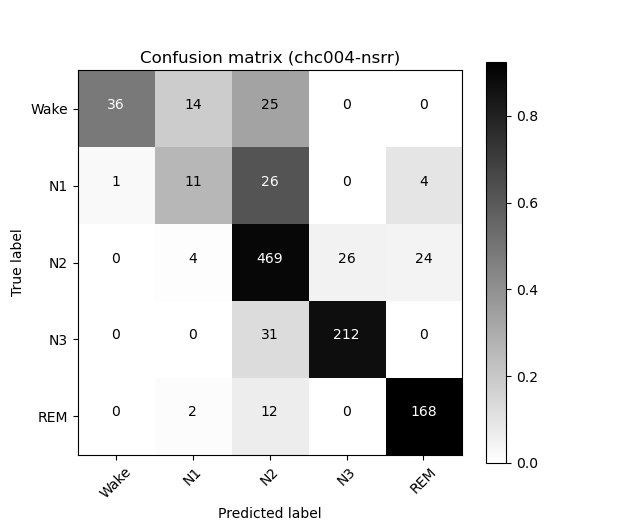 Confusion matrix (chc004-nsrr)
Wake 36 14 25 0 0
N1 1 11 26 0 4
N2 0 4 469 26 24
N3 0 0 31 212 0
REM 0 2 12 0 168
Wake N1 N2 N3 REM
Predicted label
True label
0.8
0.6
0.4
0.2
0.0